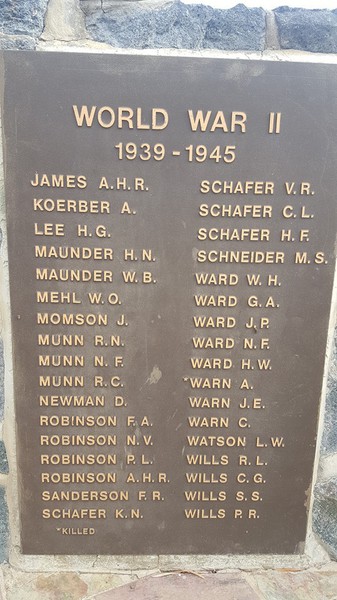 WORLD WAR II
1939 - 1945
JAMES A.H.R.
KOERBER A.
LEE H.G.
MAUNDER H.N.
MAUNDER W.B.
MEHL W.O.
MOMSON J.
MUNN R.N.
MUNN N.F.
MUNN R.C.
NEWMAN D.
ROBINSON F.A.
ROBINSON N.V.
ROBINSON P.L.
ROBINSON A.H.R.
SANDERSON F.R.
SCHAFER K.N.
*KILLED
SCHAFER V.R.
SCHAFER C.L.
SCHAFER H.F.
SCHNEIDER M.S.
WARD W.H.
WARD G.A.
WARD J.P.
WARD N.F.
WARD H.W.
*WARN A.
WARN J.E.
WARN C.
WATSON L.W.
WILLS R.L.
WILLS C.G.
WILLS S.S.
WILLS P.R.